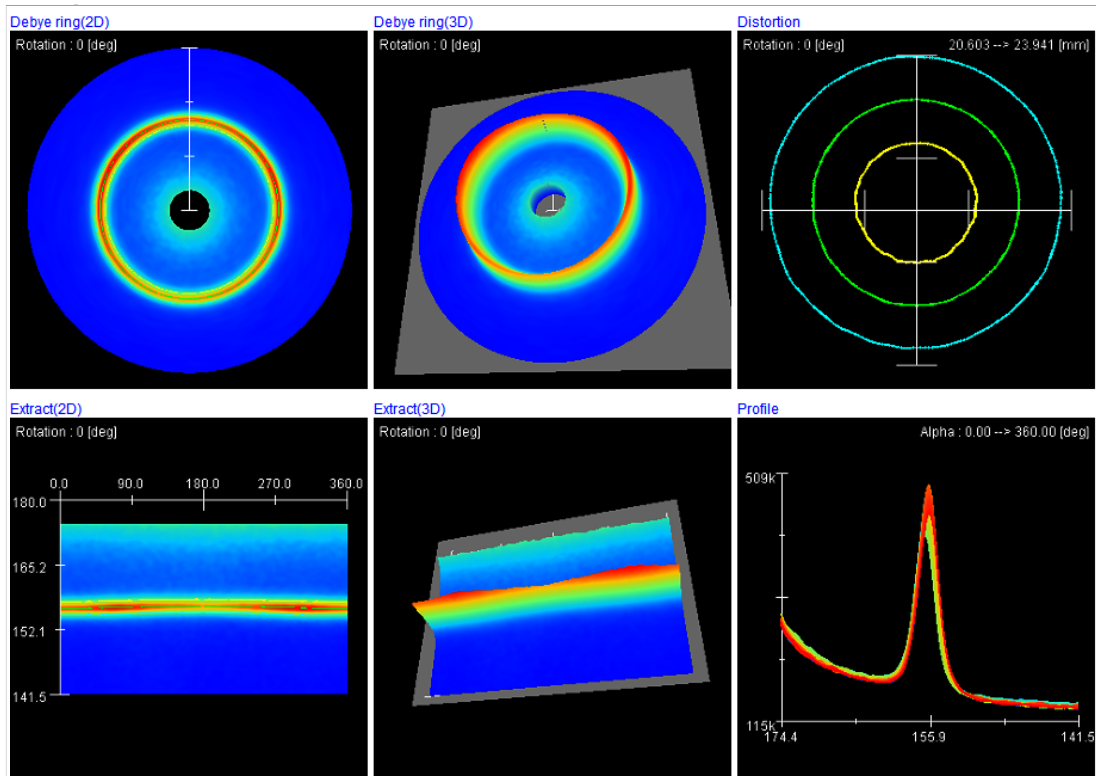 Debye ring(2D)
Rotation : 0 [deg]
Debye ring(3D)
Rotation : 0 [deg]
Distortion
Rotation : 0 [deg]
20.603 --> 23.941 [mm]
Extract(2D)
Rotation : 0 [deg]
0.0 90.0 180.0 270.0 360.0
180.0
165.2
152.1
141.5
Extract(3D)
Rotation : 0 [deg]
Profile
Alpha : 0.00 --> 360.00 [deg]
509k
115k
174.4 155.9 141.5